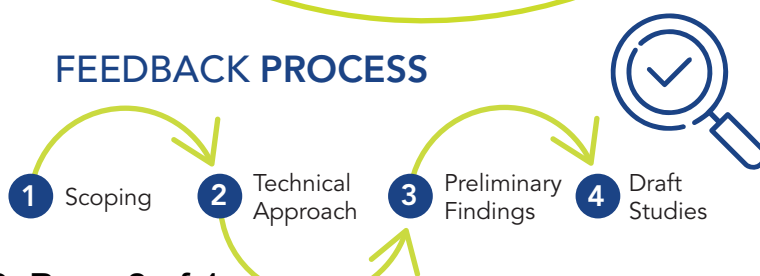 FEEDBACK PROCESS
1 Scoping
2 Technical Approach
3 Preliminary Findings
4 Draft Studies